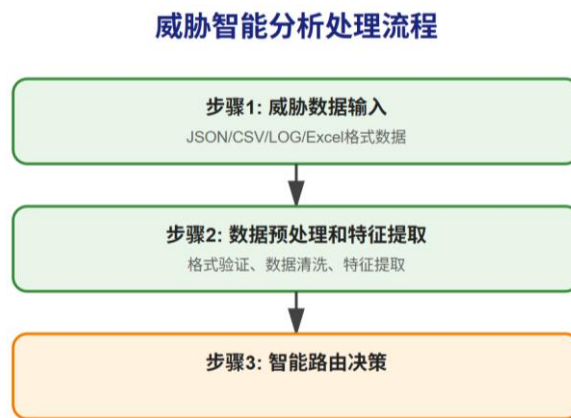 威胁智能分析处理流程
步骤1: 威胁数据输入
JSON/CSV/LOG/Excel格式数据
步骤2: 数据预处理和特征提取
格式验证、数据清洗、特征提取
步骤3: 智能路由决策